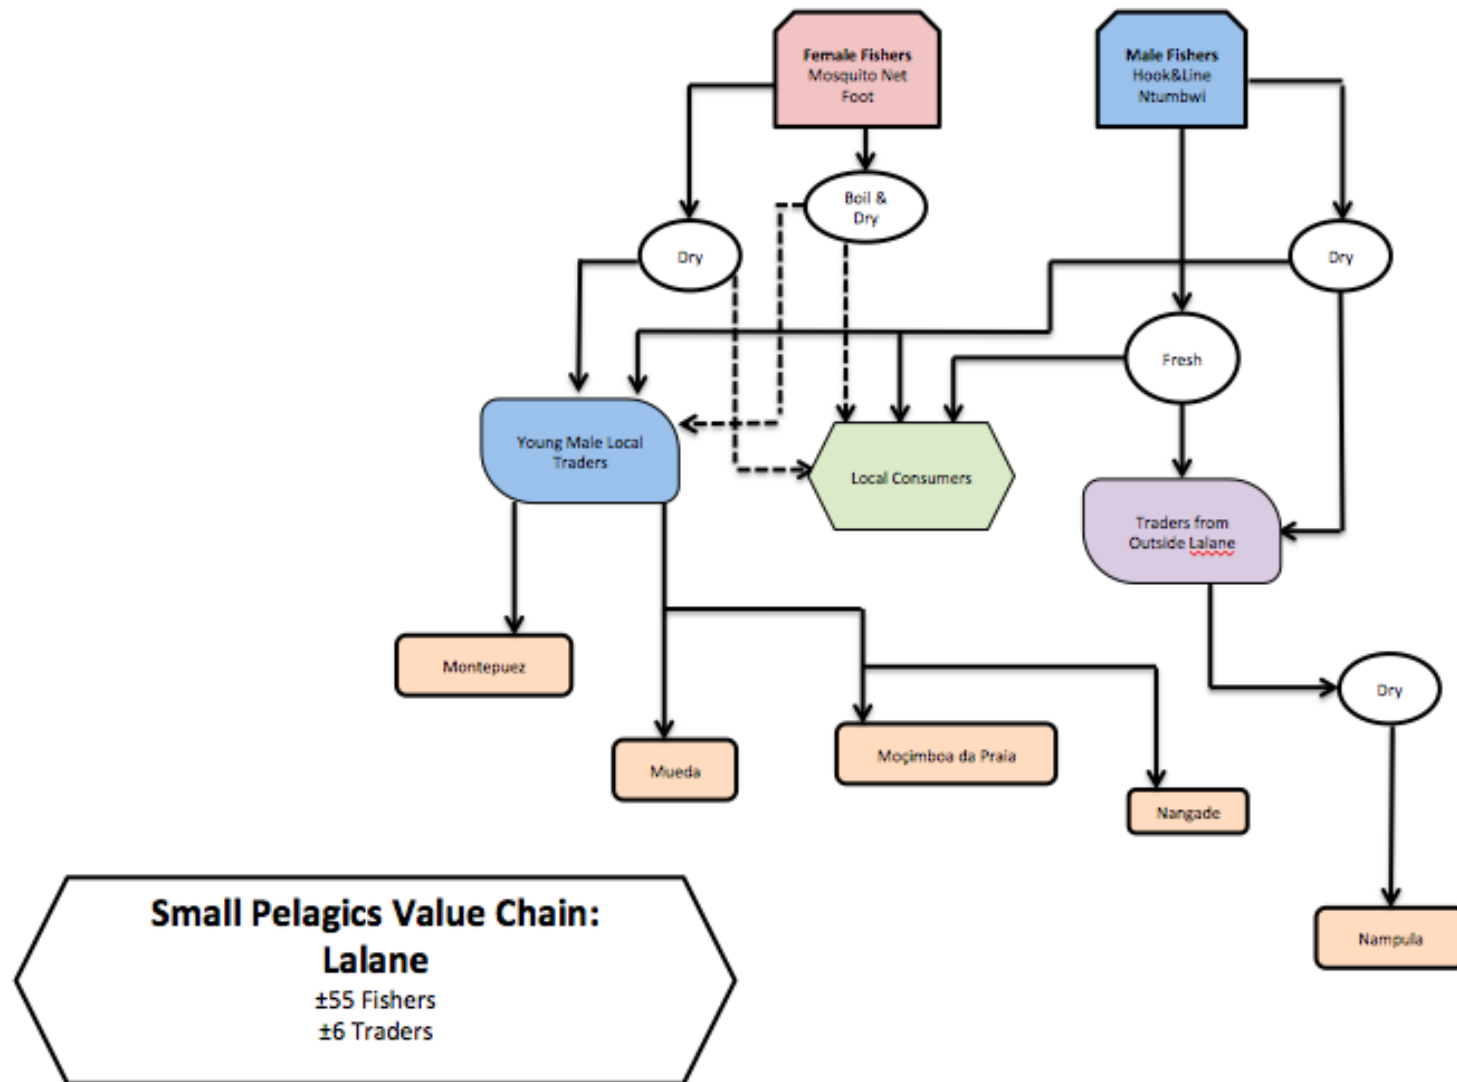 Female Fishers
Mosquito Net
Foot
Male Fishers
Hook&Line
Ntumbwi
Boil &
Dry
Dry
Dry
Fresh
Young Male Local
Traders
Local Consumers
Traders from
Outside Lalane
Montepuez
Dry
Mueda
Moçimboa da Praia
Nangade
Small Pelagics Value Chain:
Lalane
±55 Fishers
±6 Traders
Nampula